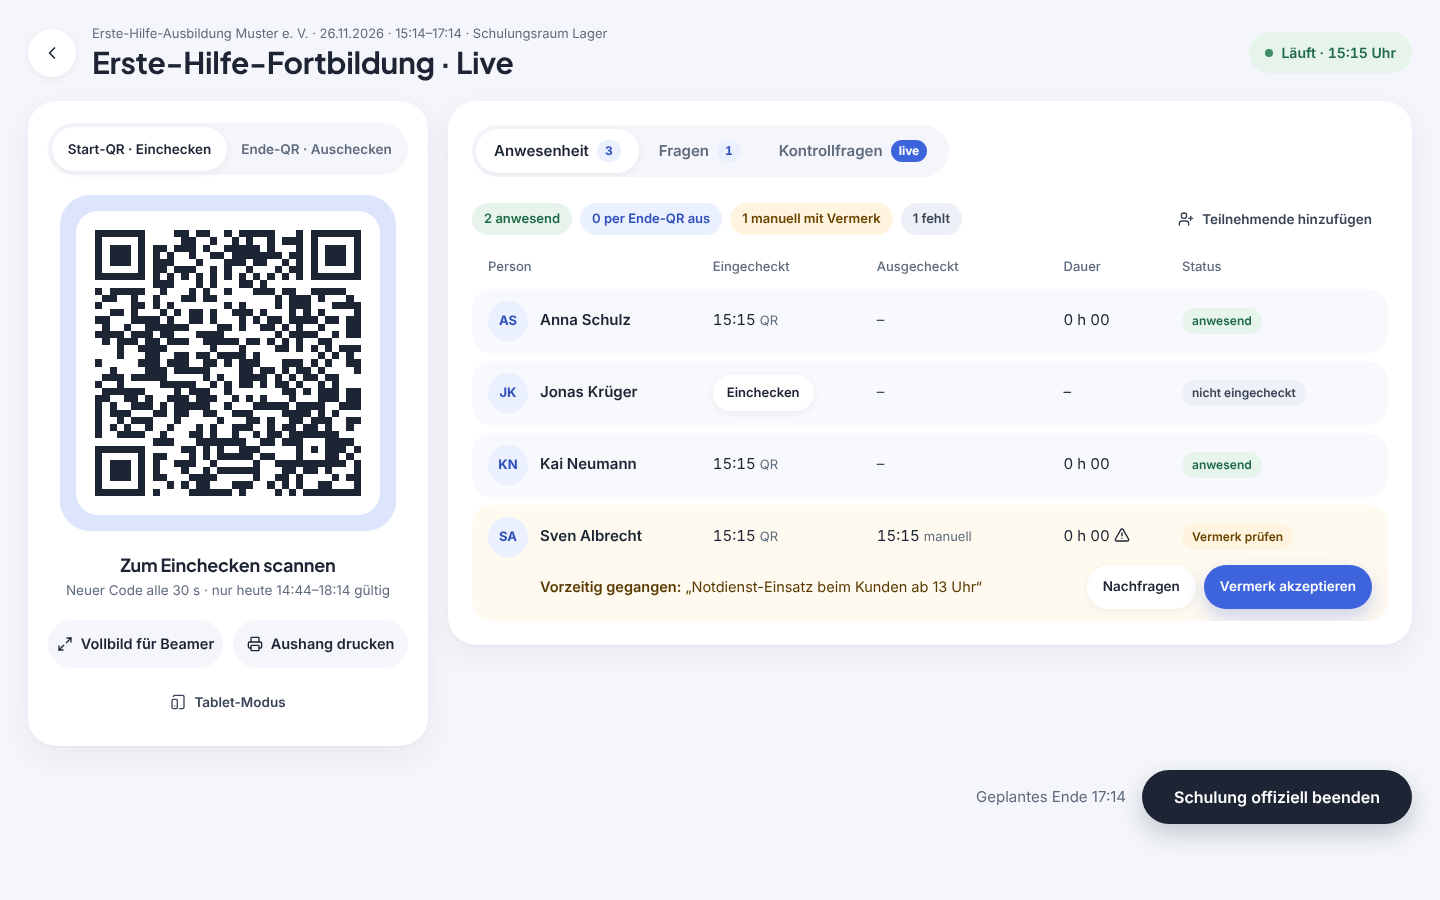 Erste-Hilfe-Ausbildung Muster e. V. · 26.11.2026 · 15:14–17:14 · Schulungsraum Lager
Erste-Hilfe-Fortbildung · Live
Läuft · 15:15 Uhr
Start-QR · Einchecken
Ende-QR · Auschecken
Zum Einchecken scannen
Neuer Code alle 30 s · nur heute 14:44–18:14 gültig
Vollbild für Beamer
Aushang drucken
Tablet-Modus
Anwesenheit 3
Fragen 1
Kontrollfragen live
2 anwesend
0 per Ende-QR aus
1 manuell mit Vermerk
1 fehlt
Teilnehmende hinzufügen
Person Eingecheckt Ausgecheckt Dauer Status
AS Anna Schulz 15:15 QR – 0 h 00 anwesend
JK Jonas Krüger Einchecken – – nicht eingecheckt
KN Kai Neumann 15:15 QR – 0 h 00 anwesend
SA Sven Albrecht 15:15 QR 15:15 manuell 0 h 00 Vermerk prüfen
Vorzeitig gegangen: „Notdienst-Einsatz beim Kunden ab 13 Uhr“
Nachfragen
Vermerk akzeptieren
Geplantes Ende 17:14
Schulung offiziell beenden